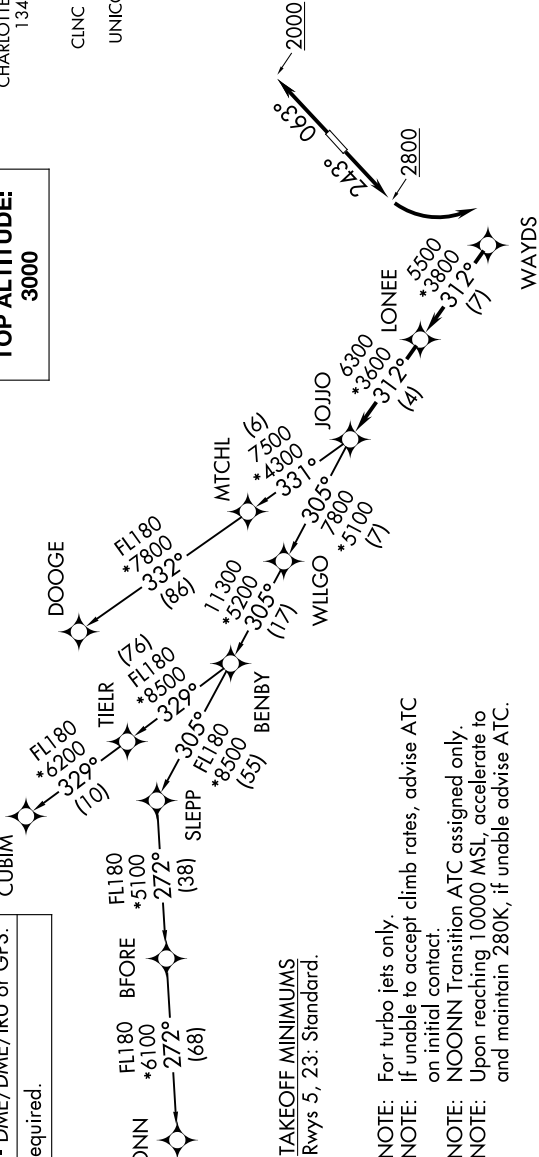 CHARLOTTE
134
CLNC
UNICO
TOP ALTITUDE:
3000
2000
063°
243°
2800
WAYDS
5500
*3800
312°
(7)
LONEE
6300
*3600
312°
(4)
JOJJO
(6)
7500
*4300
331°
MTCHL
FL180
*7800
332°
(86)
DOOGE
305°
7800
*5100
(7)
WLLGO
11300
*5200
305°
(17)
BENBY
(76)
FL180
*8500
329°
TIELR
FL180
*6200
329°
(10)
CUBIM
305°
FL180
*8500
(55)
SLEPP
FL180
*5100
272°
(38)
BFORE
FL180
*6100
272°
(68)
ONN
DME/DME/IRU or GPS.
equired.
TAKEOFF MINIMUMS
Rwys 5, 23: Standard.
NOTE: For turbo jets only.
NOTE: If unable to accept climb rates, advise ATC
on initial contact.
NOTE: NOONN Transition ATC assigned only.
NOTE: Upon reaching 10000 MSL, accelerate to
and maintain 280K, if unable advise ATC.